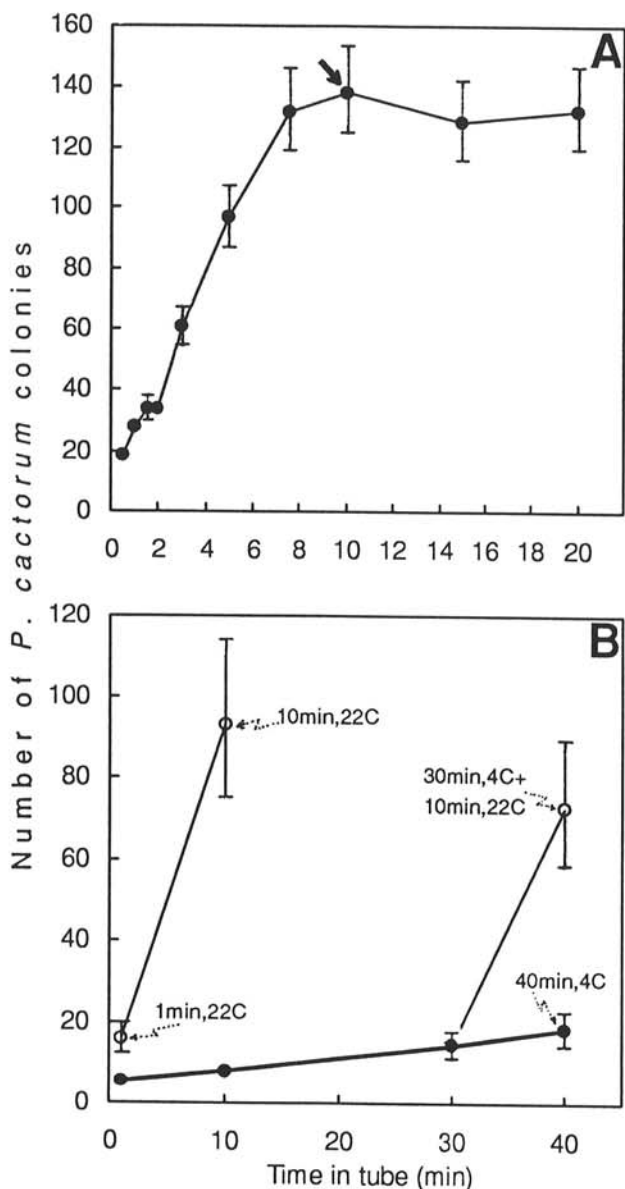 Number of P. cactorum colonies
A
160
140
120
100
80
60
40
20
0
0 2 4 6 8 10 12 14 16 18 20
B
120
100
80
60
40
20
0
10min,22C
30min,4C+
10min,22C
1min,22C
40min,4C
0 10 20 30 40
Time in tube (min)